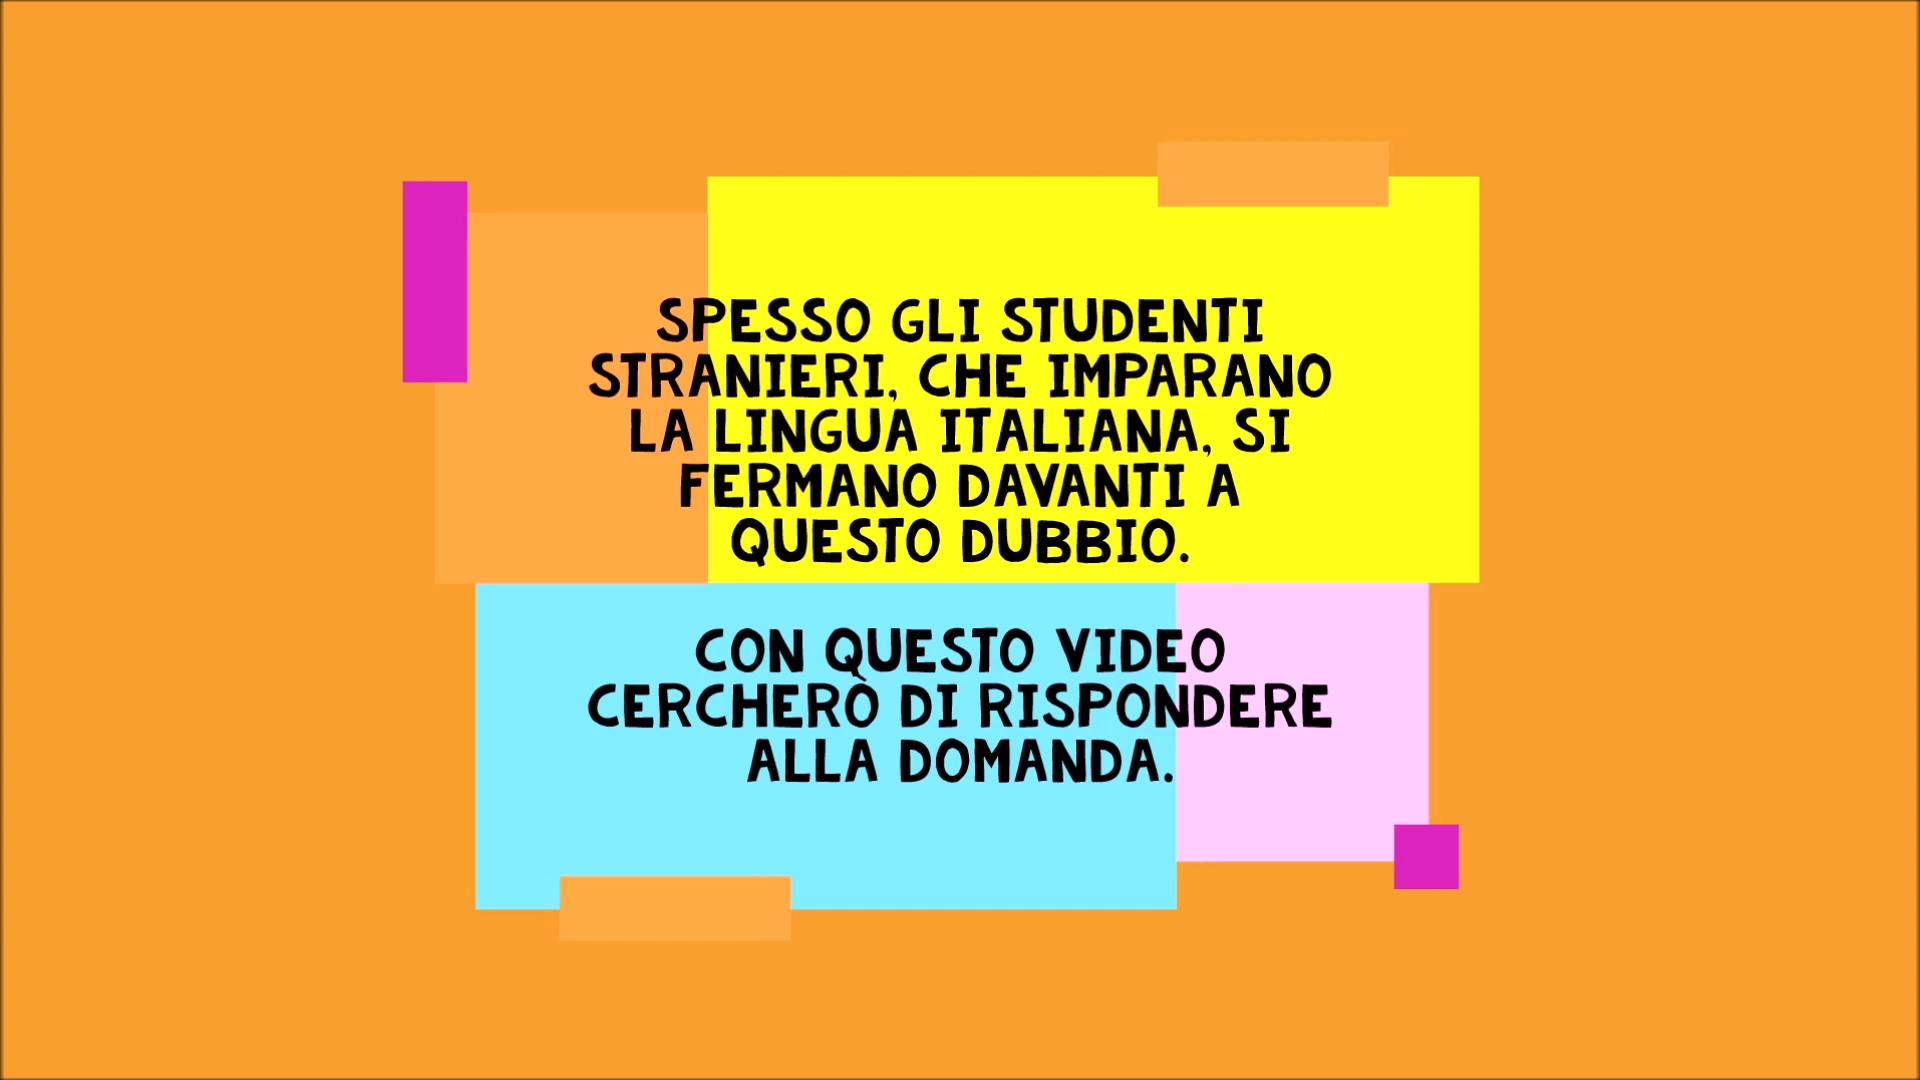 SPESSO GLI STUDENTI
STRANIERI, CHE IMPARANO
LA LINGUA ITALIANA, SI
FERMANO DAVANTI A
QUESTO DUBBIO.
CON QUESTO VIDEO
CERCHERÒ DI RISPONDERE
ALLA DOMANDA.